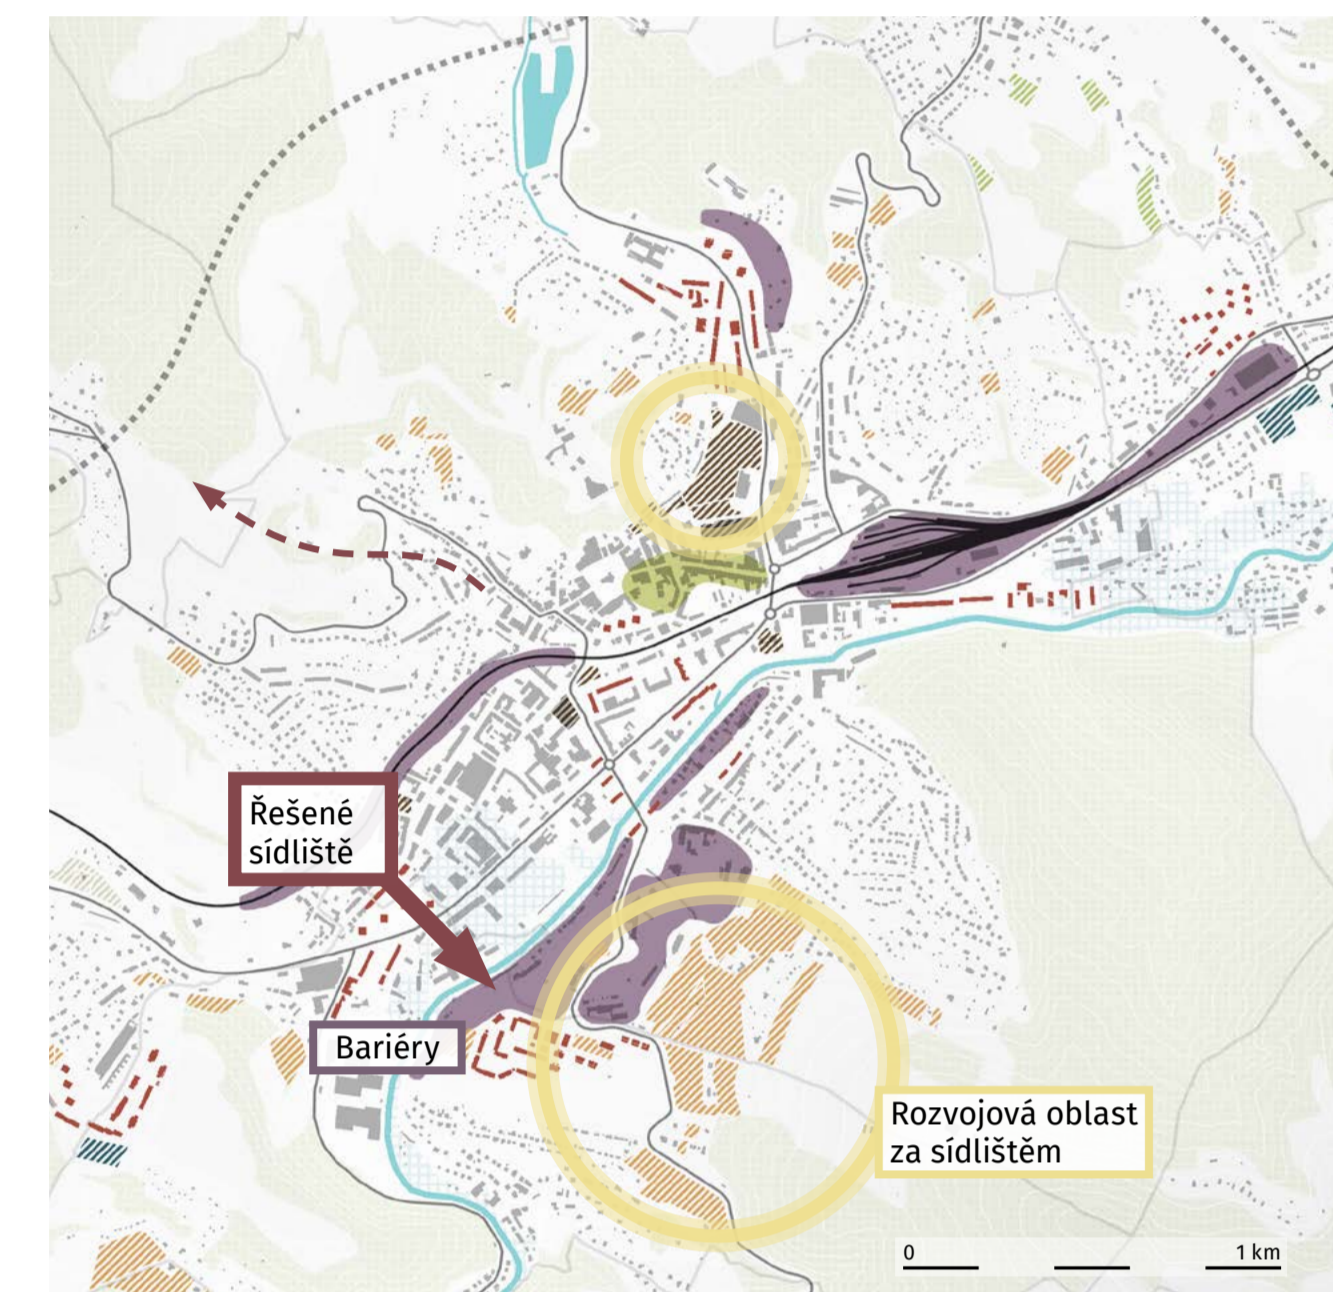 Řešené
sídliště
Bariéry
Rozvojová oblast
za sídlištěm
0
1 km